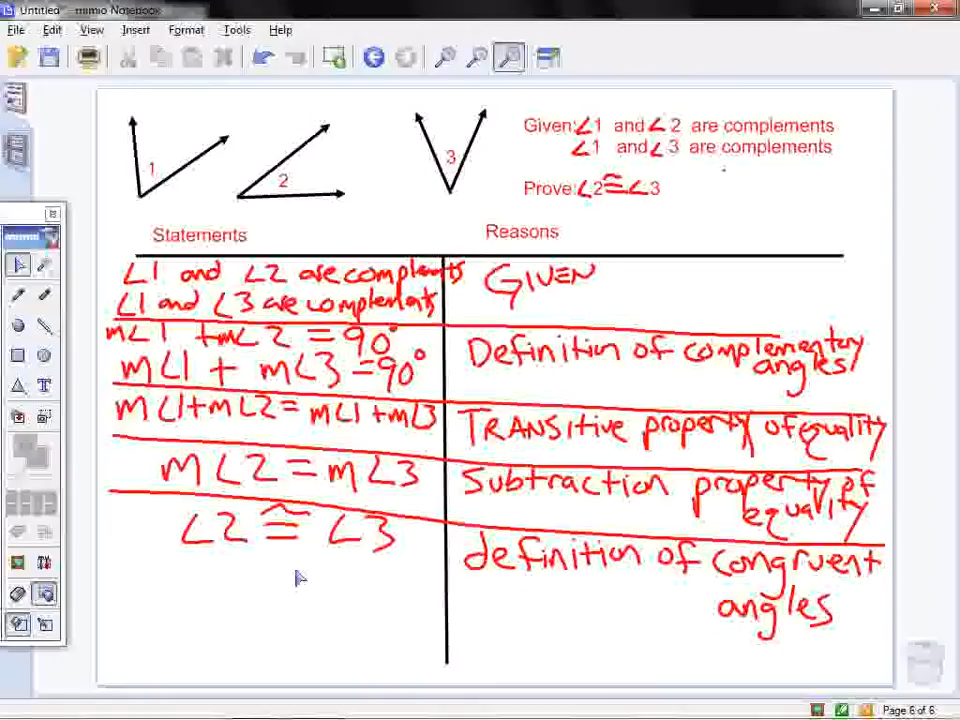 Untitled* - mimio Notebook
File Edit View Insert Format Tools Help
mimio
1
2
3
Given:∠1 and ∠2 are complements
∠1 and ∠3 are complements
Prove:∠2≅∠3
Statements
Reasons
∠1 and ∠2 are complements
∠1 and ∠3 are complements
GIVEN
m∠1 + m∠2 = 90°
m∠1 + m∠3 = 90°
Definition of complementary
angles
m∠1+m∠2=m∠1+m∠3
TRANSitive property of equality
m∠2=m∠3
Subtraction property of
equality
∠2≅∠3
definition of congruent
angles
Page 6 of 6